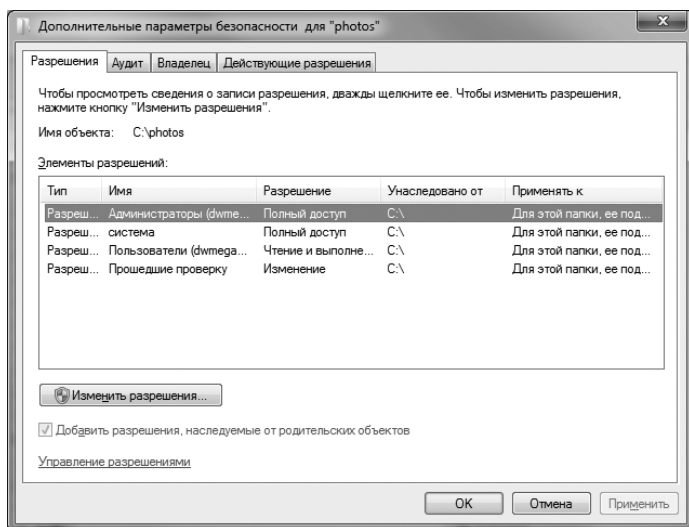 Дополнительные параметры безопасности для "photos"
Разрешения Аудит Владелец Действующие разрешения
Чтобы просмотреть сведения о записи разрешения, дважды щелкните ее. Чтобы изменить разрешения,
нажмите кнопку "Изменить разрешения".
Имя объекта: C:\photos
Элементы разрешений:
Тип Имя Разрешение Унаследовано от Применять к
Разреш... Администраторы (dwme... Полный доступ C:\ Для этой папки, ее под...
Разреш... система Полный доступ C:\ Для этой папки, ее под...
Разреш... Пользователи (dwmega... Чтение и выполне... C:\ Для этой папки, ее под...
Разреш... Прошедшие проверку Изменение C:\ Для этой папки, ее под...
Изменить разрешения...
Добавить разрешения, наследуемые от родительских объектов
Управление разрешениями
ОК Отмена Применить